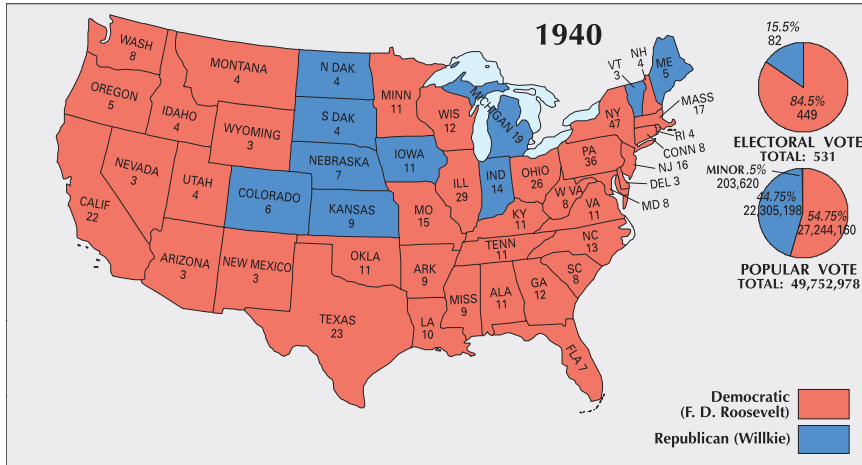 1940
WASH
8
OREGON
5
CALIF
22
NEVADA
3
IDAHO
4
MONTANA
4
WYOMING
3
UTAH
4
ARIZONA
3
COLORADO
6
NEW MEXICO
3
N DAK
4
S DAK
4
NEBRASKA
7
KANSAS
9
OKLA
11
TEXAS
23
MINN
11
IOWA
11
MO
15
ARK
9
LA
10
WIS
12
ILL
29
MICHIGAN 19
IND
14
OHIO
26
KY
11
TENN
11
MISS
9
ALA
11
GA
12
FLA 7
SC
8
NC
13
VA
11
W VA
8
PA
36
NY
47
VT
3
NH
4
ME
5
MASS
17
RI 4
CONN 8
NJ 16
DEL 3
MD 8
15.5%
82
84.5%
449
ELECTORAL VOTE
TOTAL: 531
MINOR .5%
203,620
44.75%
22,305,198
54.75%
27,244,160
POPULAR VOTE
TOTAL: 49,752,978
Democratic
(F. D. Roosevelt)
Republican (Willkie)